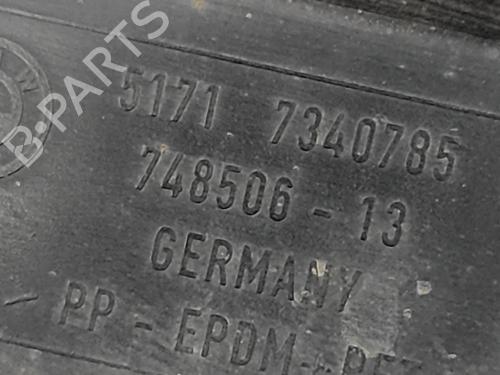 B-PARTS
W
5171 7340785
748506 - 13
GERMANY
PP - EPDM +